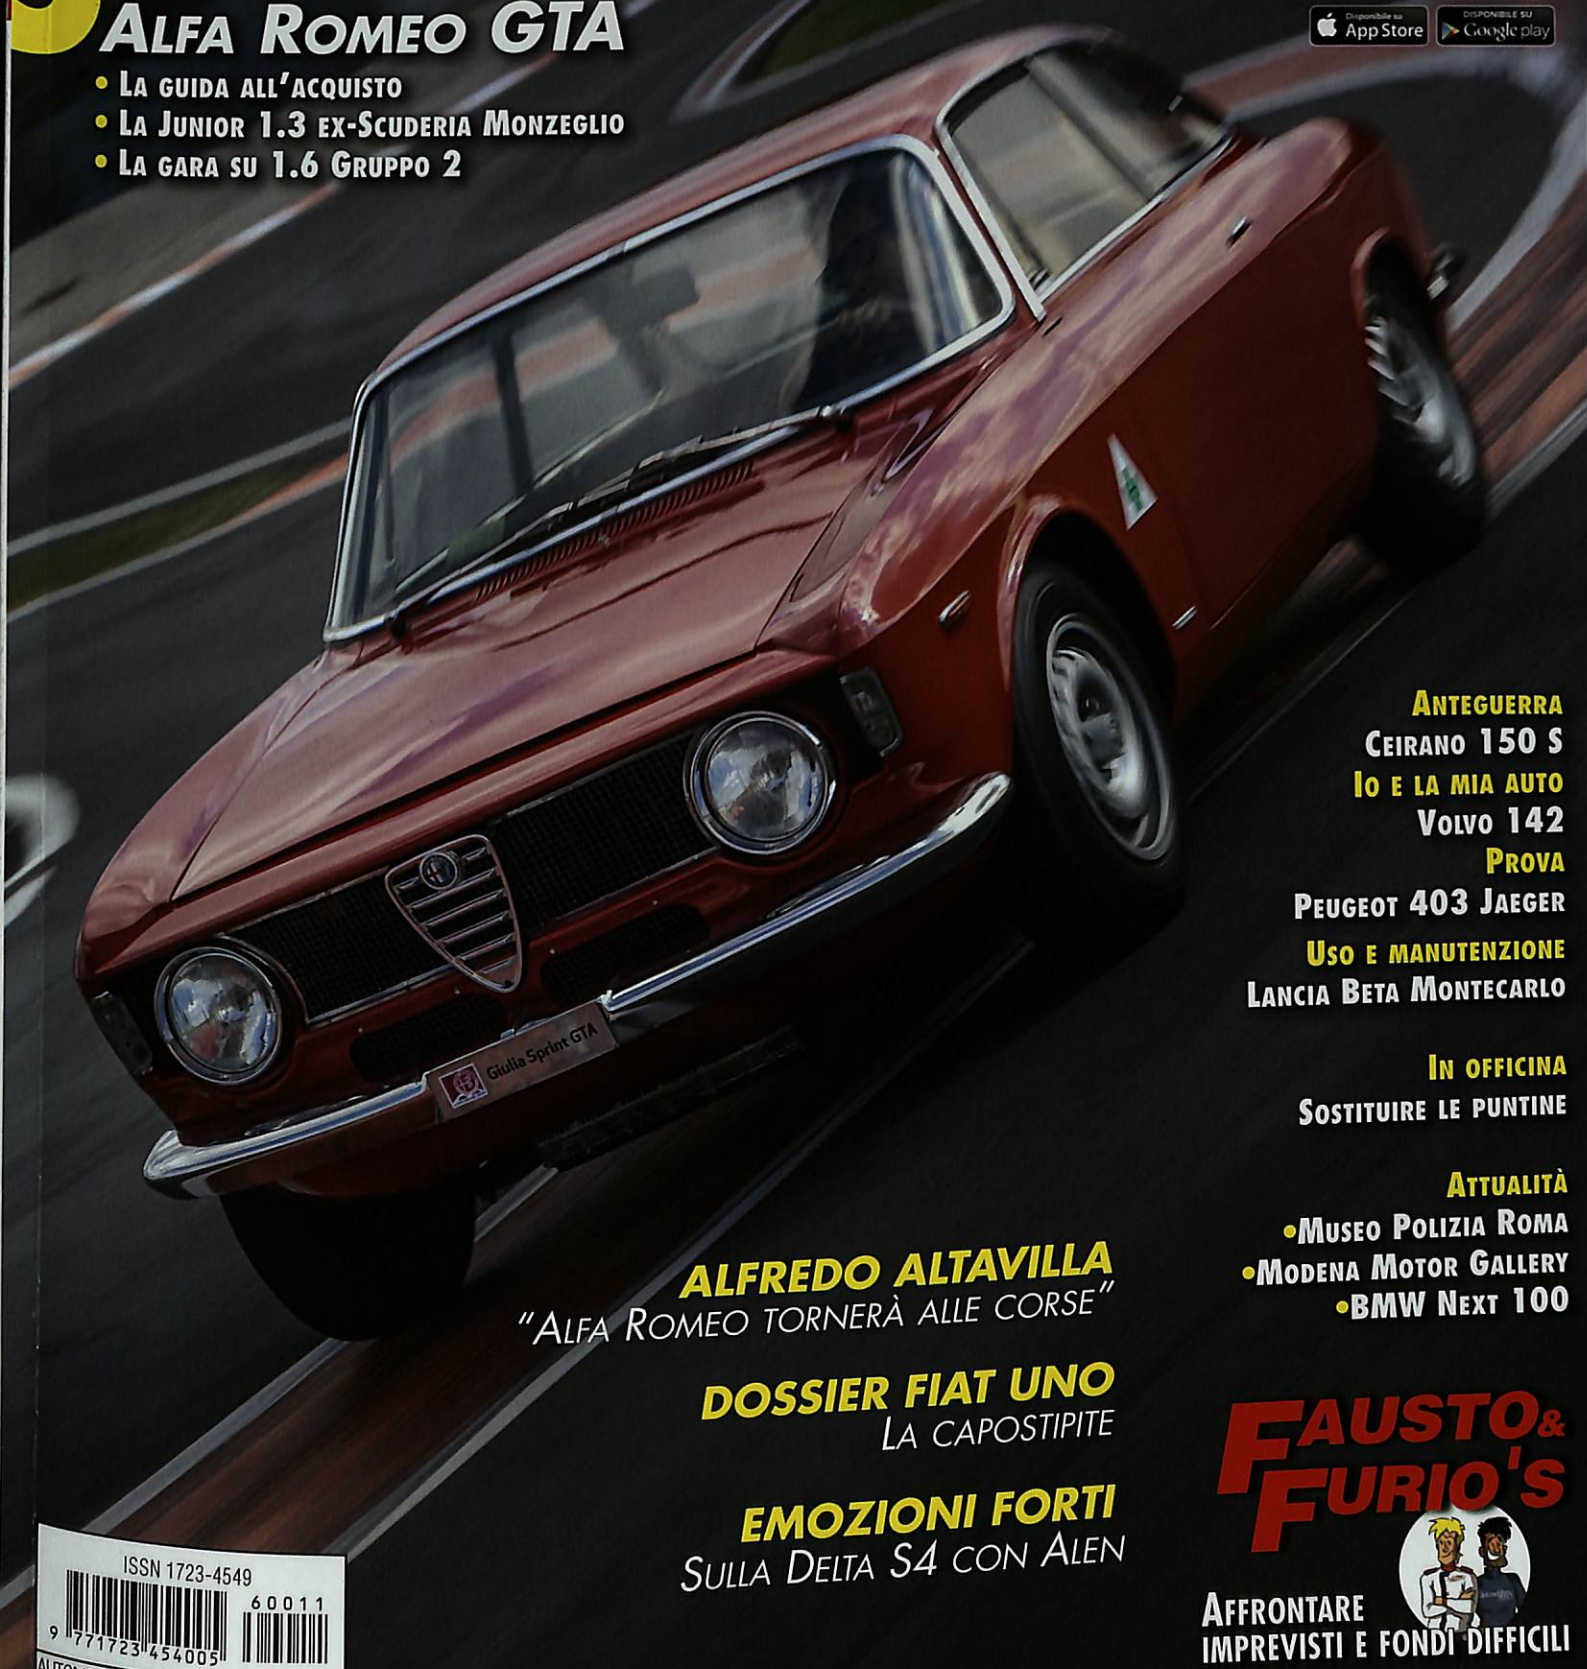 ALFA ROMEO GTA
• LA GUIDA ALL'ACQUISTO
• LA JUNIOR 1.3 EX-SCUDERIA MONZEGLIO
• LA GARA SU 1.6 GRUPPO 2
Disponibile su
App Store
DISPONIBILE SU
Google play
Giulia Sprint GTA
ANTEGUERRA
CEIRANO 150 S
IO E LA MIA AUTO
VOLVO 142
PROVA
PEUGEOT 403 JAEGER
USO E MANUTENZIONE
LANCIA BETA MONTECARLO
IN OFFICINA
SOSTITUIRE LE PUNTINE
ATTUALITÀ
•MUSEO POLIZIA ROMA
•MODENA MOTOR GALLERY
•BMW NEXT 100
ALFREDO ALTAVILLA
"ALFA ROMEO TORNERÀ ALLE CORSE"
DOSSIER FIAT UNO
LA CAPOSTIPITE
EMOZIONI FORTI
SULLA DELTA S4 CON ALEN
FAUSTO&
FURIO'S
AFFRONTARE
IMPREVISTI E FONDI DIFFICILI
ISSN 1723-4549
60011
9 771723 454005